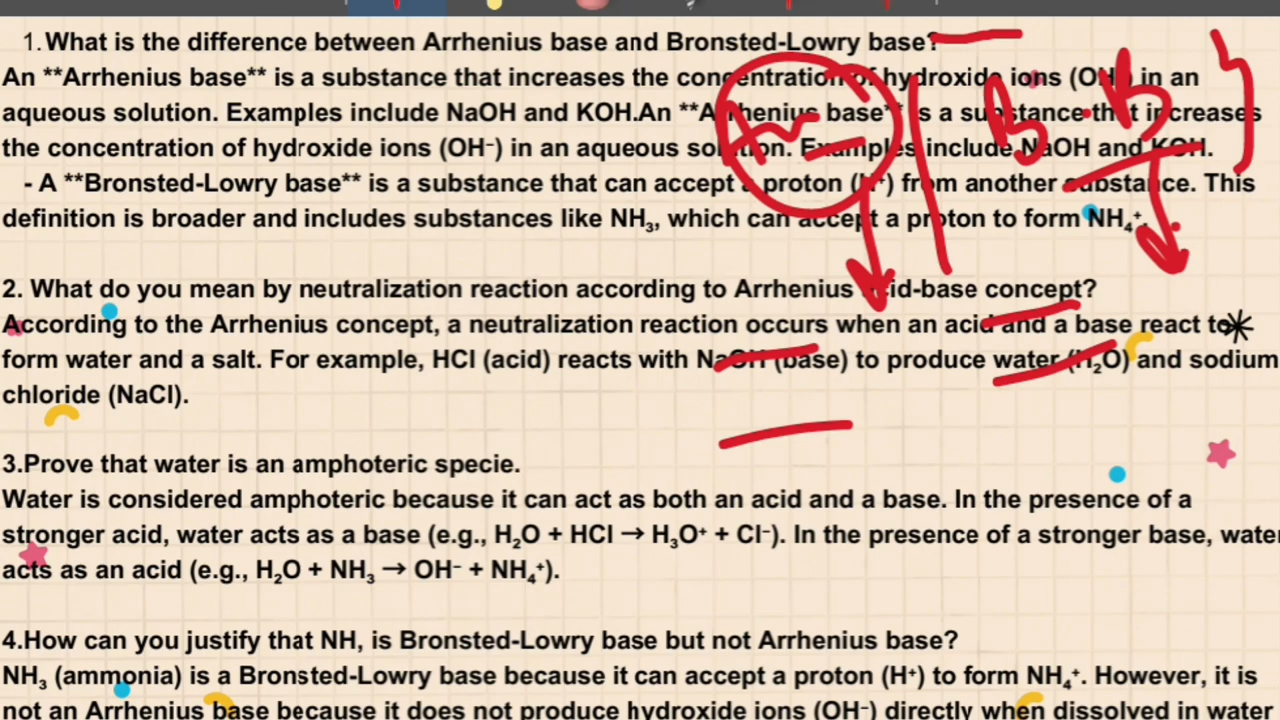 1. What is the difference between Arrhenius base and Bronsted-Lowry base?
An **Arrhenius base** is a substance that increases the concentration of hydroxide ions (OH⁻) in an
aqueous solution. Examples include NaOH and KOH.An **Arrhenius base** is a substance that increases
the concentration of hydroxide ions (OH⁻) in an aqueous solution. Examples include NaOH and KOH.
- A **Bronsted-Lowry base** is a substance that can accept a proton (H⁺) from another substance. This
definition is broader and includes substances like NH₃, which can accept a proton to form NH₄⁺.
2. What do you mean by neutralization reaction according to Arrhenius acid-base concept?
According to the Arrhenius concept, a neutralization reaction occurs when an acid and a base react to
form water and a salt. For example, HCl (acid) reacts with NaOH (base) to produce water (H₂O) and sodium
chloride (NaCl).
3.Prove that water is an amphoteric specie.
Water is considered amphoteric because it can act as both an acid and a base. In the presence of a
stronger acid, water acts as a base (e.g., H₂O + HCl → H₃O⁺ + Cl⁻). In the presence of a stronger base, water
acts as an acid (e.g., H₂O + NH₃ → OH⁻ + NH₄⁺).
4.How can you justify that NH, is Bronsted-Lowry base but not Arrhenius base?
NH₃ (ammonia) is a Bronsted-Lowry base because it can accept a proton (H⁺) to form NH₄⁺. However, it is
not an Arrhenius base because it does not produce hydroxide ions (OH⁻) directly when dissolved in water